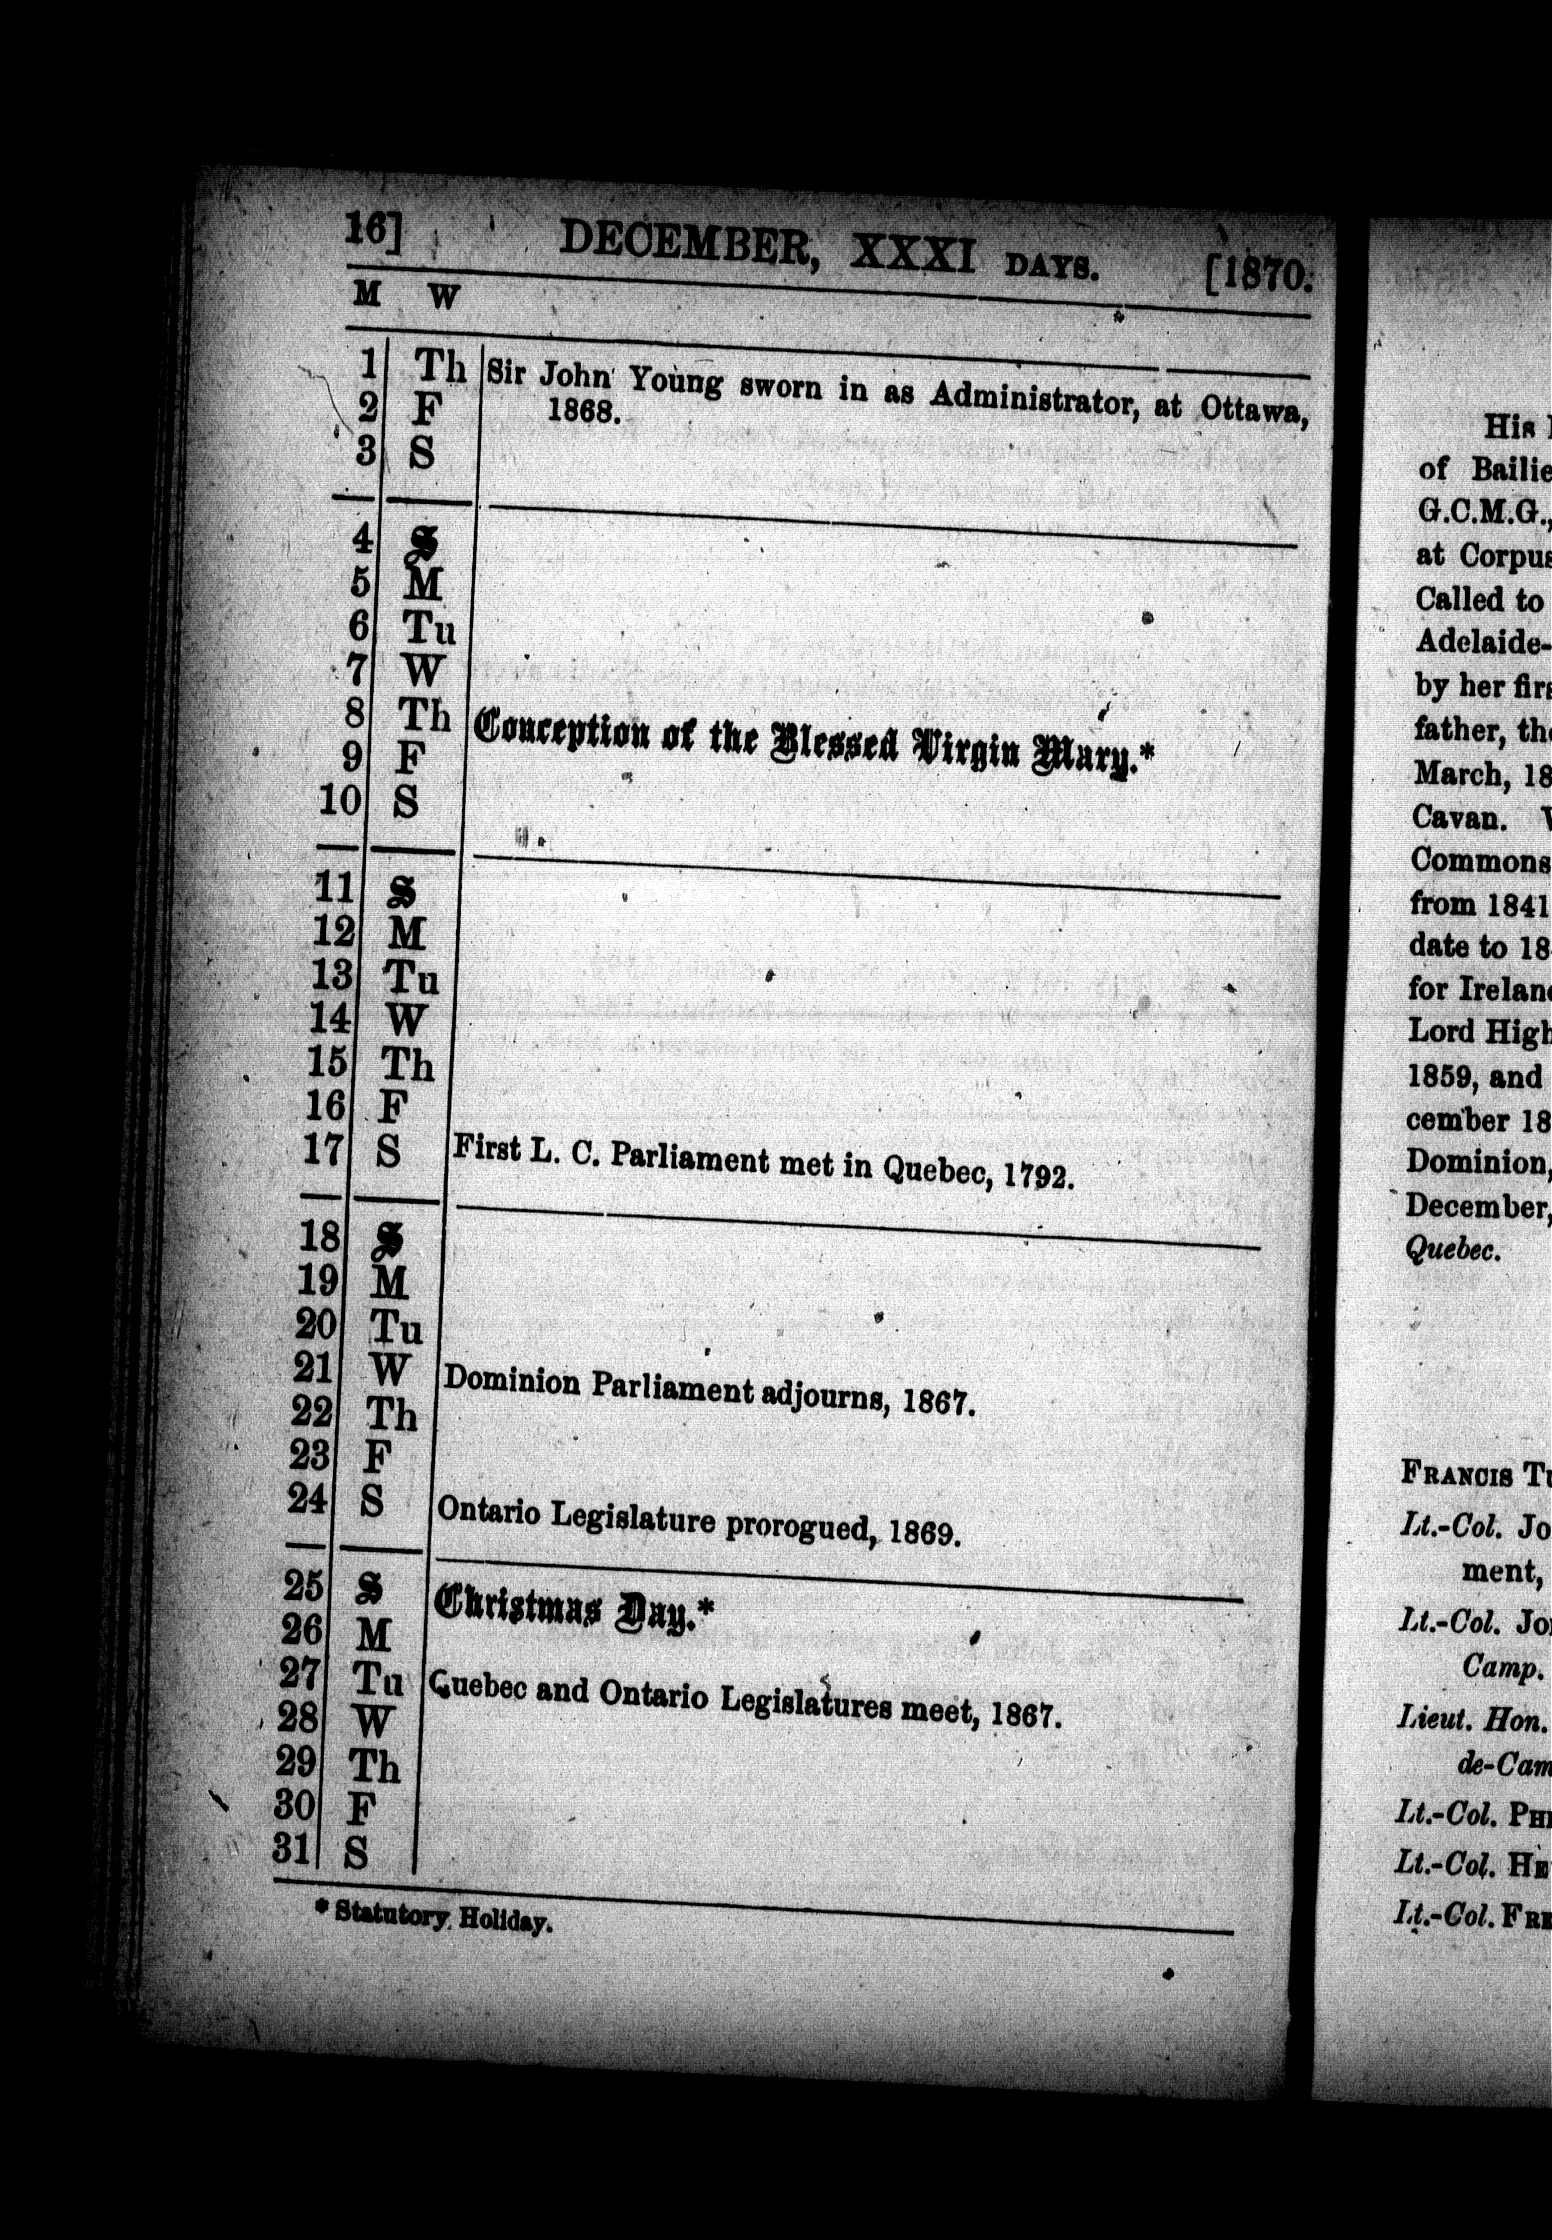 16] DECEMBER, XXXI DAYS. [1870.
M W
1 Th Sir John Young sworn in as Administrator, at Ottawa,
2 F 1868.
3 S
4 S
5 M
6 Tu
7 W
8 Th Conception of the Blessed Virgin Mary.*
9 F
10 S
11 S
12 M
13 Tu
14 W
15 Th
16 F
17 S First L. C. Parliament met in Quebec, 1792.
18 S
19 M
20 Tu
21 W Dominion Parliament adjourns, 1867.
22 Th
23 F
24 S Ontario Legislature prorogued, 1869.
25 S Christmas Day.*
26 M
27 Tu Quebec and Ontario Legislatures meet, 1867.
28 W
29 Th
30 F
31 S
* Statutory Holiday.
His
of Bailie
G.C.M.G.,
at Corpus
Called to
Adelaide-
by her firs
father, the
March, 18
Cavan.
Commons
from 1841
date to 18
for Ireland
Lord High
1859, and
cember 18
Dominion,
December,
Quebec.
FRANCIS
Lt.-Col. Jo
ment,
Lt.-Col. Jo
Camp.
Lieut. Hon.
de-Cam
Lt.-Col. PH
Lt.-Col. HE
Lt.-Col. FRE